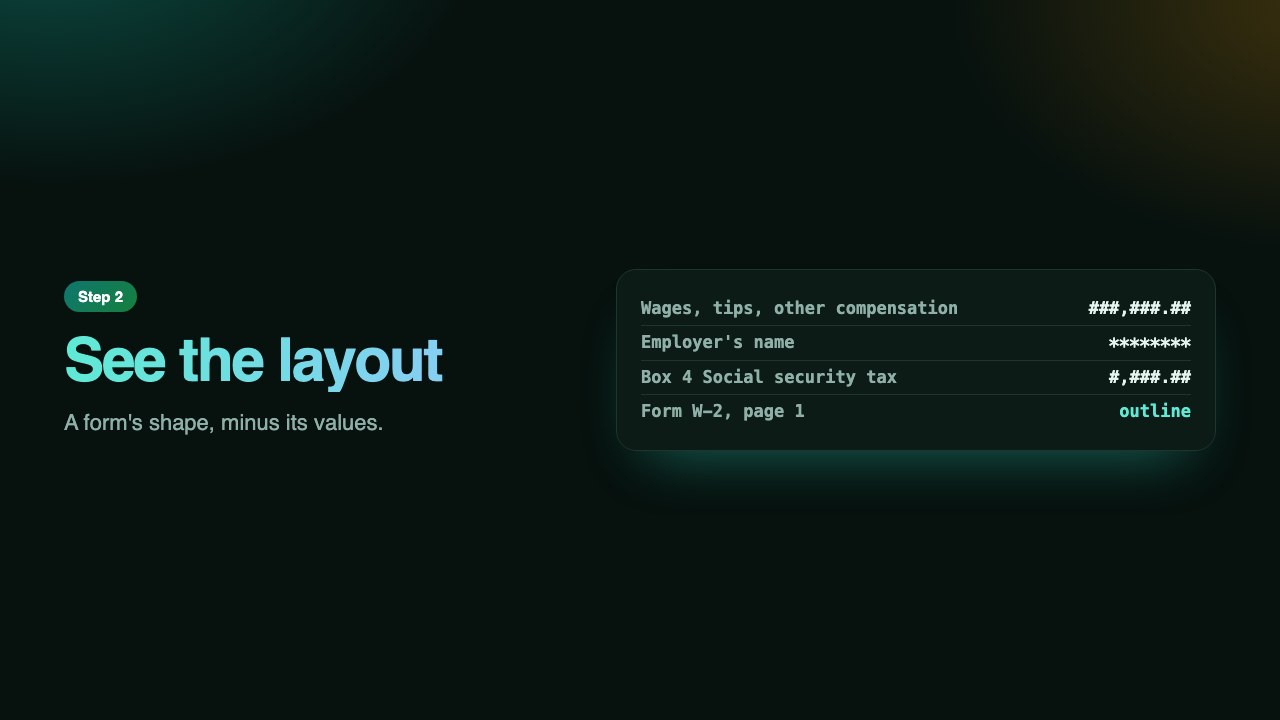 Step 2
See the layout
A form's shape, minus its values.
Wages, tips, other compensation ###,###.##
Employer's name ********
Box 4 Social security tax #,###.##
Form W-2, page 1 outline